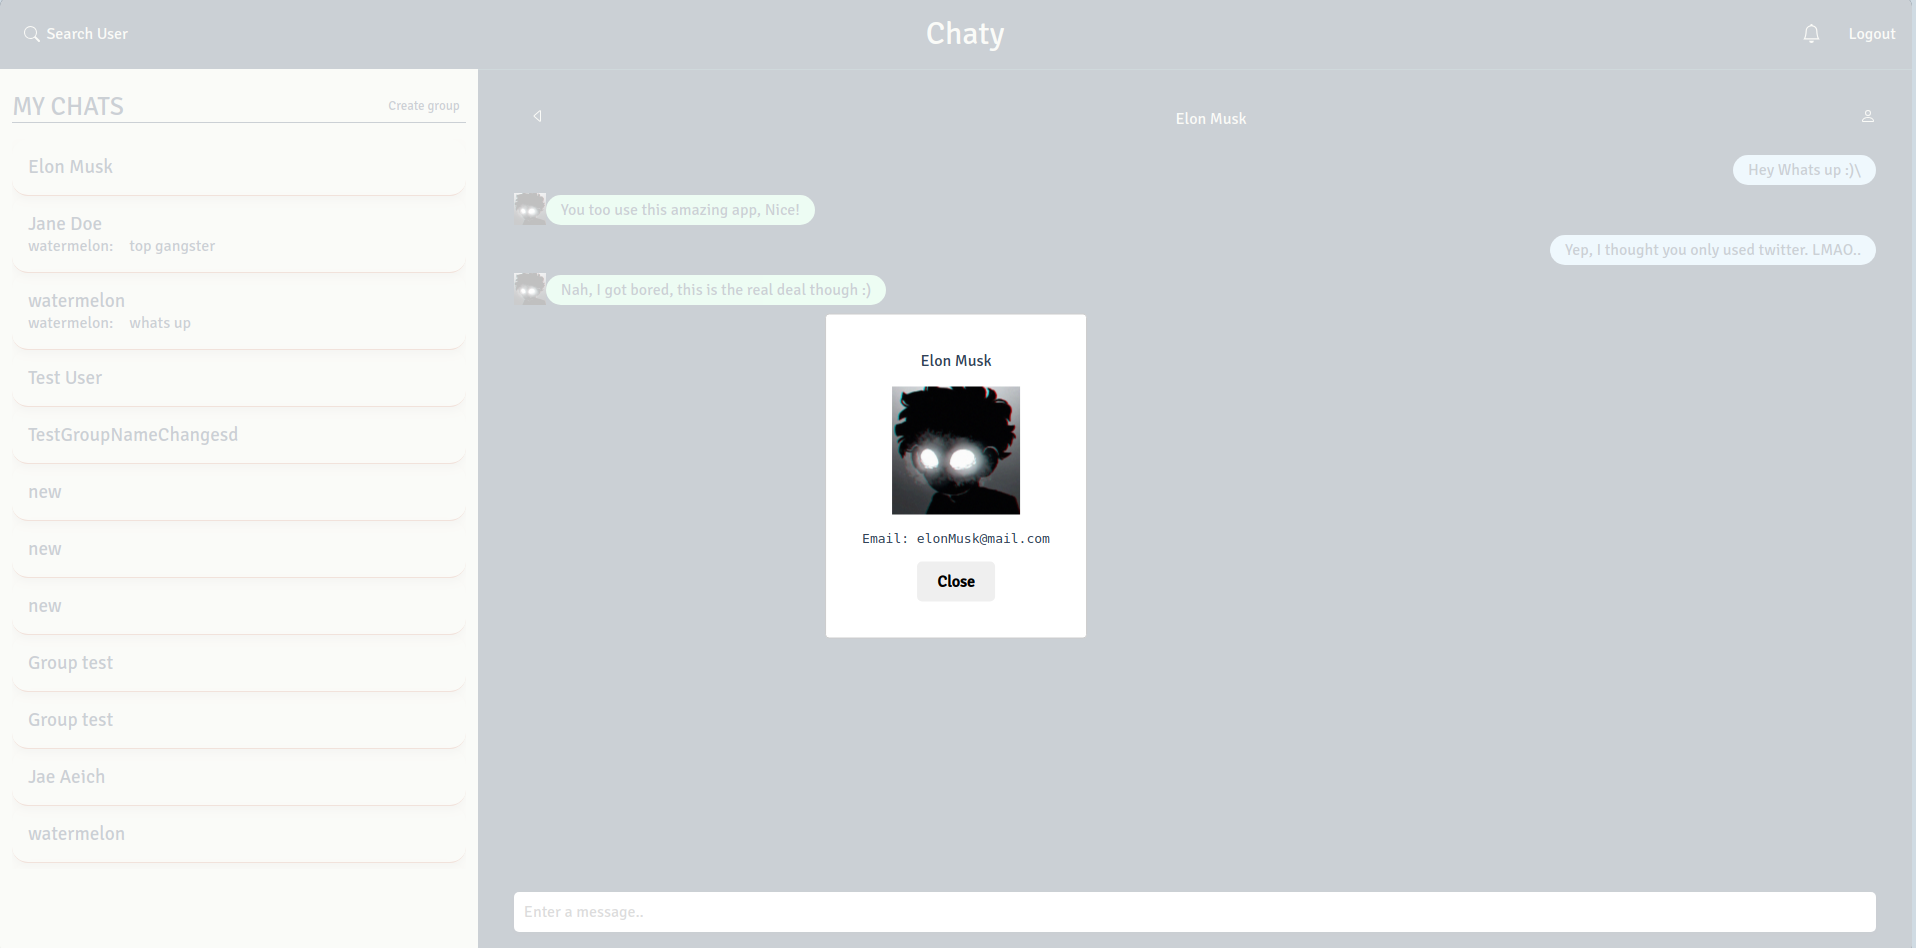 Search User
Chaty
Logout
MY CHATS
Create group
Elon Musk
Jane Doe
watermelon: top gangster
watermelon
watermelon: whats up
Test User
TestGroupNameChangesd
new
new
new
Group test
Group test
Jae Aeich
watermelon
Elon Musk
Hey Whats up :)\
You too use this amazing app, Nice!
Yep, I thought you only used twitter. LMAO..
Nah, I got bored, this is the real deal though :)
Elon Musk
Email: elonMusk@mail.com
Close
Enter a message..